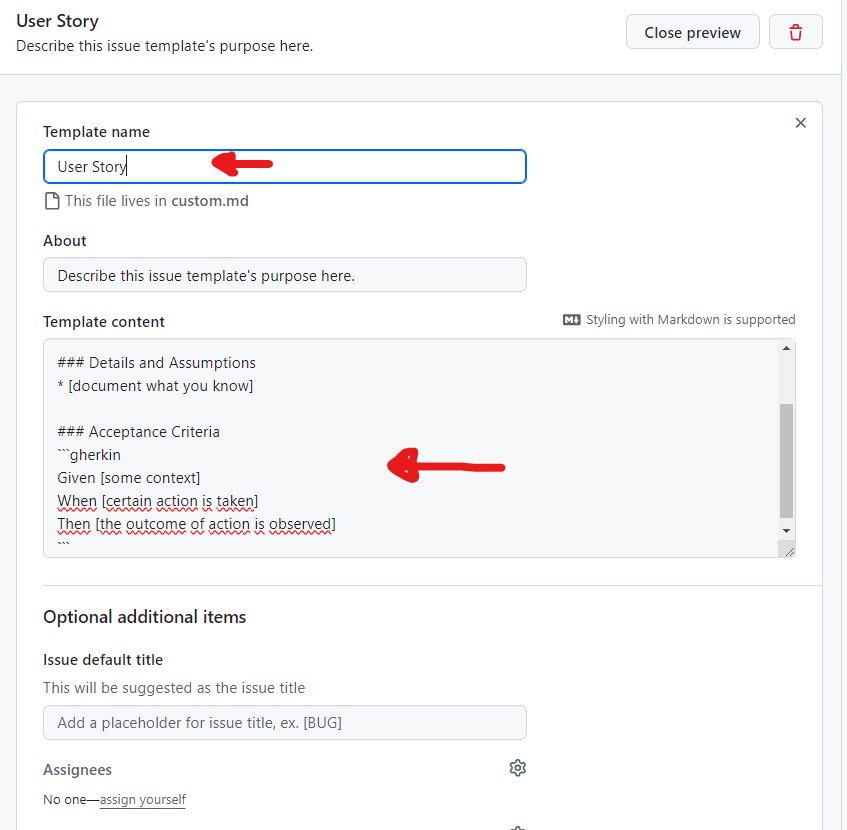 User Story
Describe this issue template's purpose here.
Close preview
Template name
User Story
This file lives in custom.md
About
Describe this issue template's purpose here.
Template content
Styling with Markdown is supported
### Details and Assumptions
* [document what you know]
### Acceptance Criteria
```gherkin
Given [some context]
When [certain action is taken]
Then [the outcome of action is observed]
```
Optional additional items
Issue default title
This will be suggested as the issue title
Add a placeholder for issue title, ex. [BUG]
Assignees
No one—assign yourself